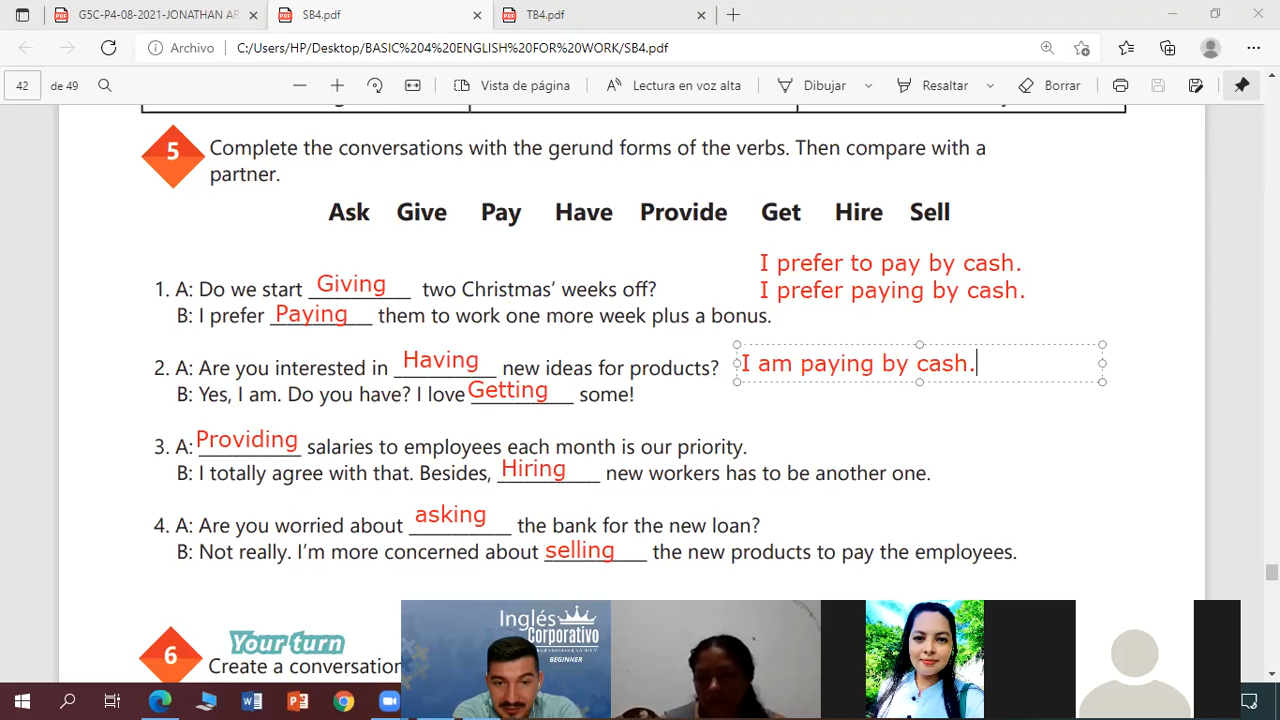 G5C-P4-08-2021-JONATHAN AR
SB4.pdf
TB4.pdf
Archivo
C:/Users/HP/Desktop/BASIC%204%20ENGLISH%20FOR%20WORK/SB4.pdf
42
de 49
Vista de página
Lectura en voz alta
Dibujar
Resaltar
Borrar
5
Complete the conversations with the gerund forms of the verbs. Then compare with a
partner.
Ask Give Pay Have Provide Get Hire Sell
I prefer to pay by cash.
I prefer paying by cash.
1. A: Do we start Giving two Christmas’ weeks off?
B: I prefer Paying them to work one more week plus a bonus.
2. A: Are you interested in Having new ideas for products?
I am paying by cash.
B: Yes, I am. Do you have? I love Getting some!
3. A: Providing salaries to employees each month is our priority.
B: I totally agree with that. Besides, Hiring new workers has to be another one.
4. A: Are you worried about asking the bank for the new loan?
B: Not really. I’m more concerned about selling the new products to pay the employees.
6
Your turn
Create a conversation
Inglés
Corporativo
BEGINNER